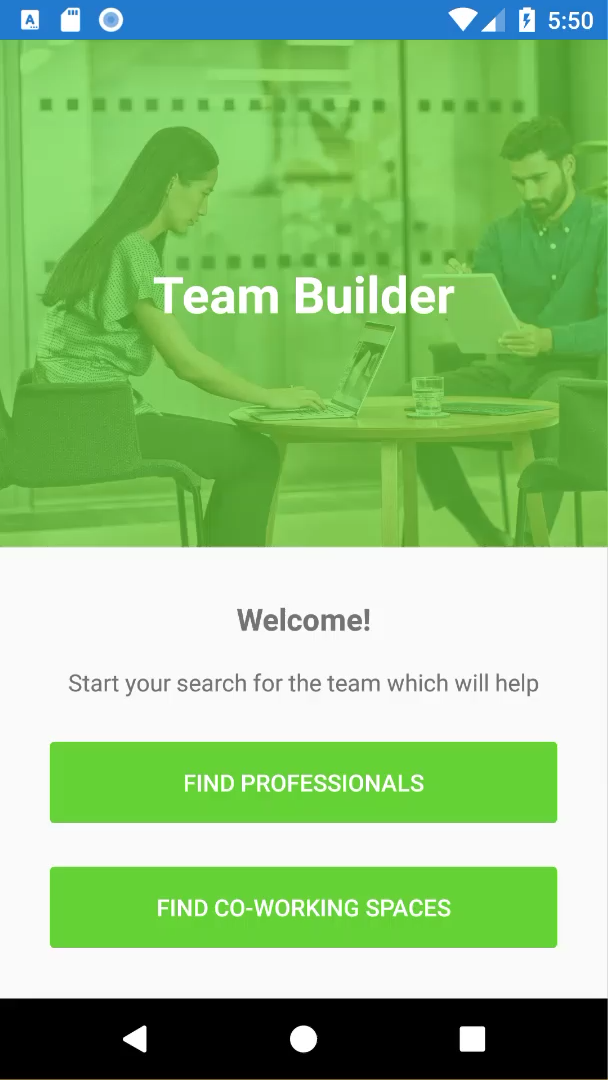 5:50
Team Builder
Welcome!
Start your search for the team which will help
FIND PROFESSIONALS
FIND CO-WORKING SPACES